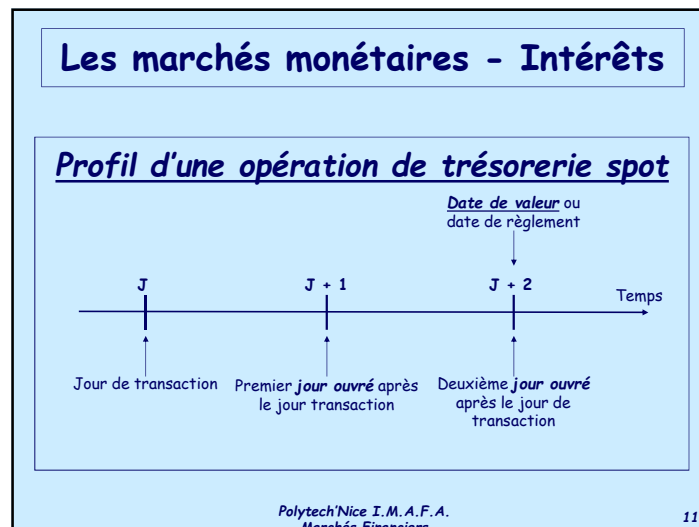 Les marchés monétaires - Intérêts
Profil d'une opération de trésorerie spot
Date de valeur ou
date de règlement
J
J + 1
J + 2
Temps
Jour de transaction
Premier jour ouvré après
le jour transaction
Deuxième jour ouvré
après le jour de
transaction
Polytech'Nice I.M.A.F.A.
Marchés Financiers
11